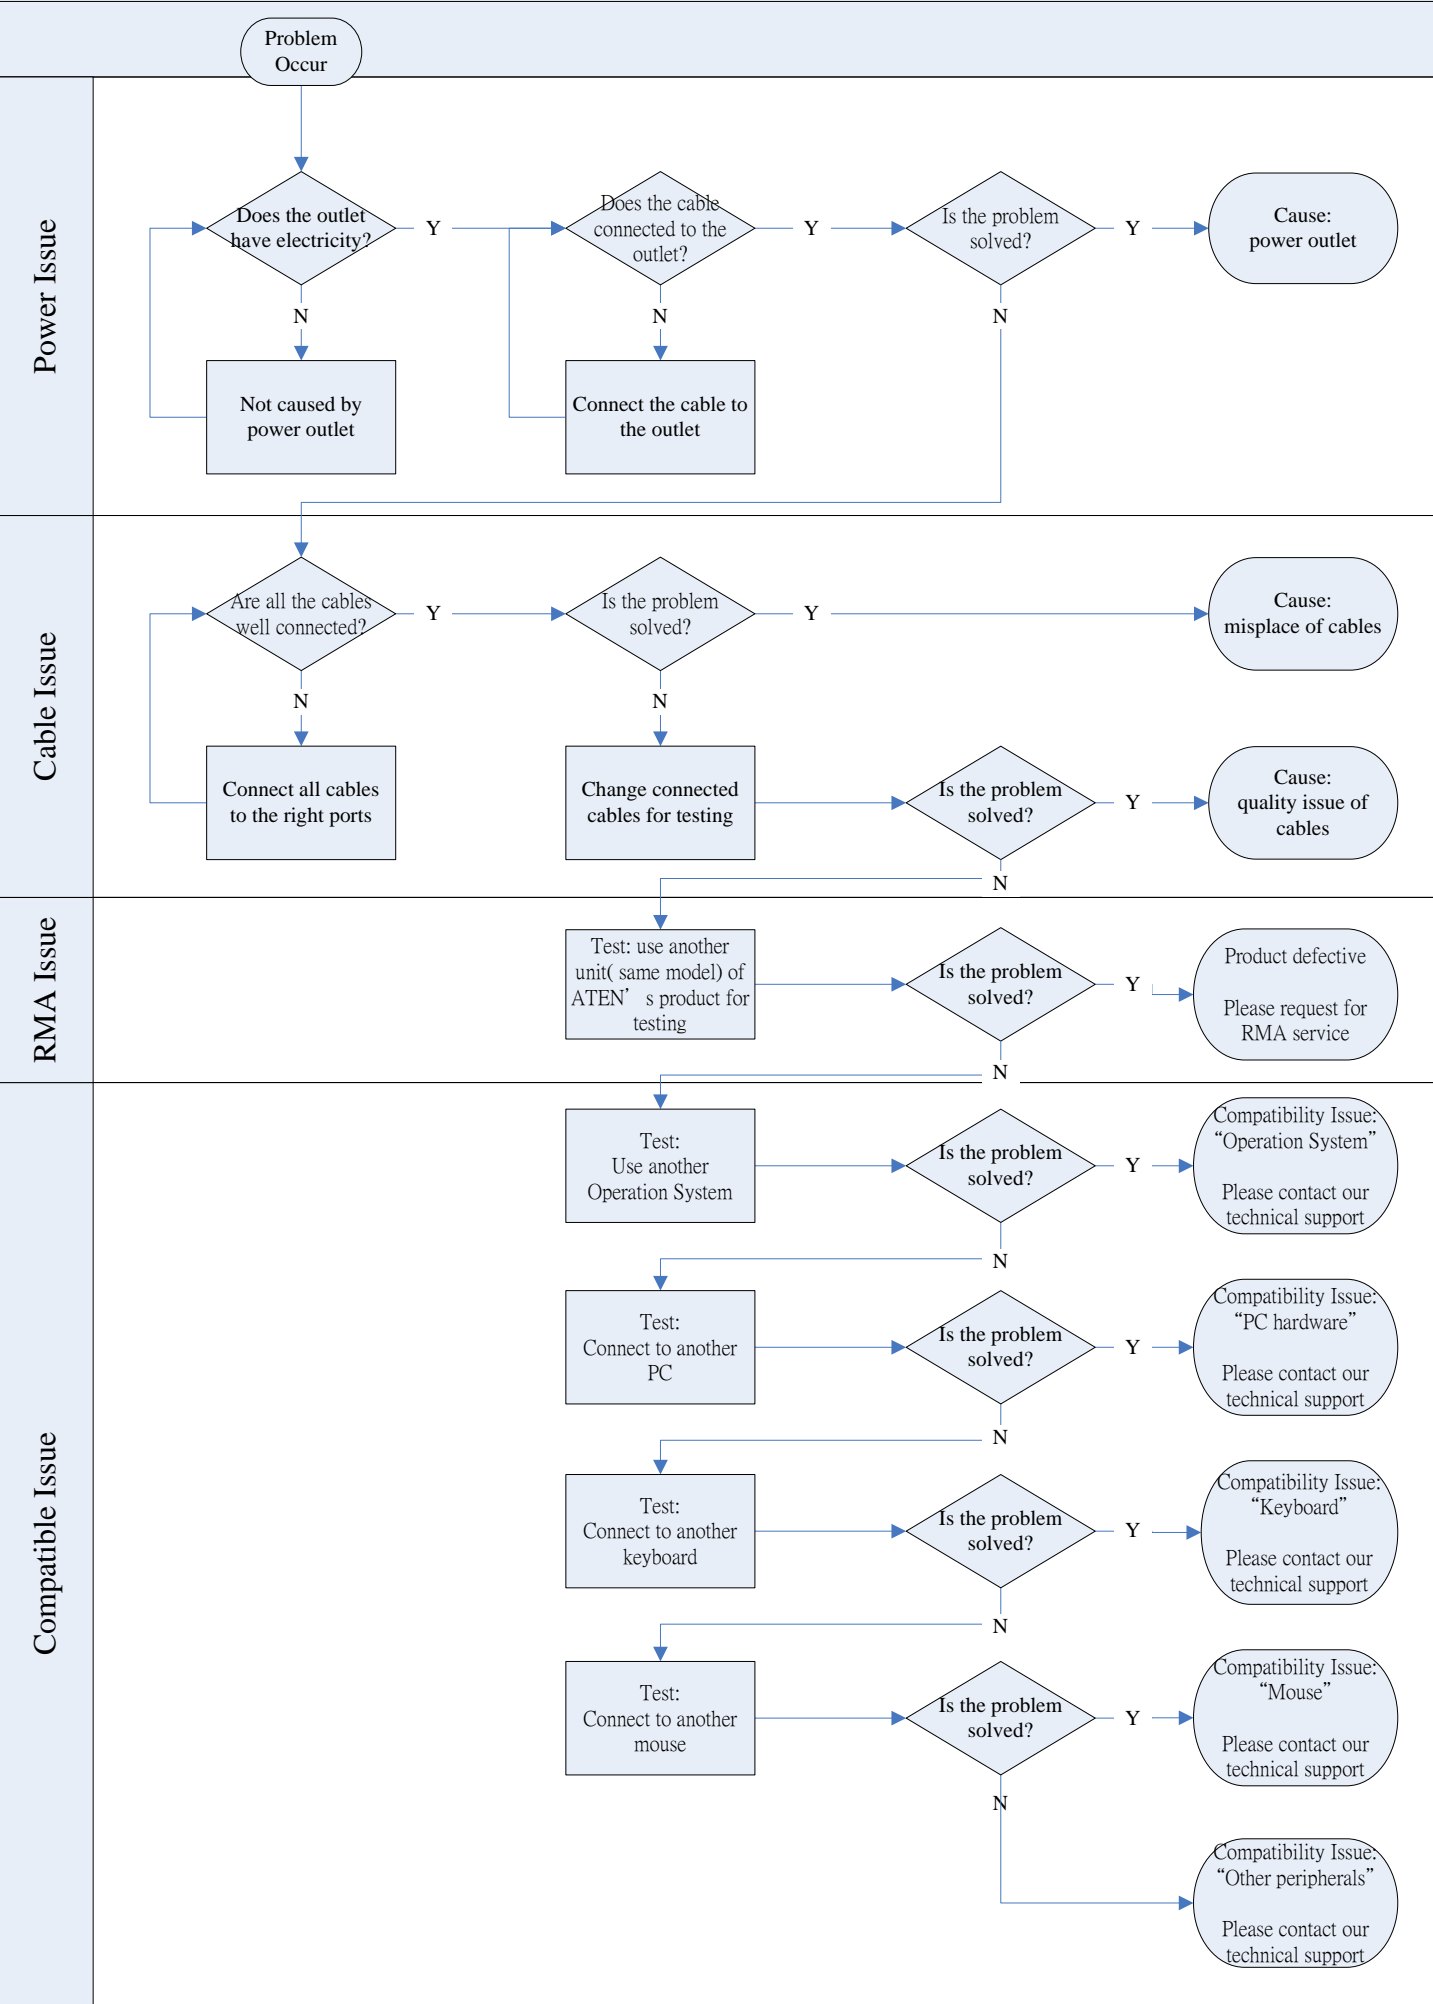 Problem
Occur
Power Issue
Does the outlet
have electricity?
Y
Does the cable
connected to the
outlet?
Y
Is the problem
solved?
Y
Cause:
power outlet
N
N
N
Not caused by
power outlet
Connect the cable to
the outlet
Cable Issue
Are all the cables
well connected?
Y
Is the problem
solved?
Y
Cause:
misplace of cables
N
N
Connect all cables
to the right ports
Change connected
cables for testing
Is the problem
solved?
Y
Cause:
quality issue of
cables
N
RMA Issue
Test: use another
unit( same model) of
ATEN’s product for
testing
Is the problem
solved?
Y
Product defective
Please request for
RMA service
N
Compatible Issue
Test:
Use another
Operation System
Is the problem
solved?
Y
Compatibility Issue:
“Operation System”
Please contact our
technical support
N
Test:
Connect to another
PC
Is the problem
solved?
Y
Compatibility Issue:
“PC hardware”
Please contact our
technical support
N
Test:
Connect to another
keyboard
Is the problem
solved?
Y
Compatibility Issue:
“Keyboard”
Please contact our
technical support
N
Test:
Connect to another
mouse
Is the problem
solved?
Y
Compatibility Issue:
“Mouse”
Please contact our
technical support
N
Compatibility Issue:
“Other peripherals”
Please contact our
technical support